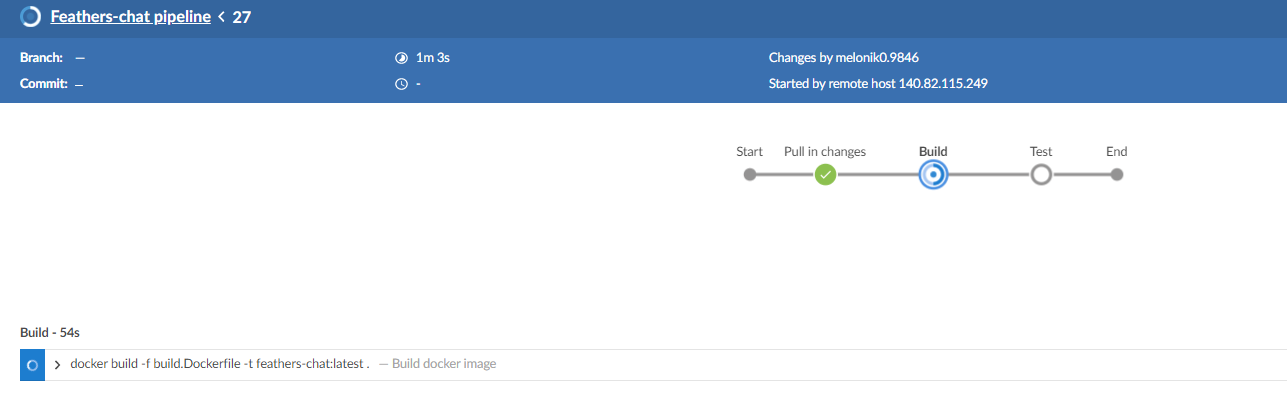 Feathers-chat pipeline < 27
Branch: — 1m 3s Changes by melonik0.9846
Commit: — - Started by remote host 140.82.115.249
Start Pull in changes Build Test End
Build - 54s
docker build -f build.Dockerfile -t feathers-chat:latest . — Build docker image